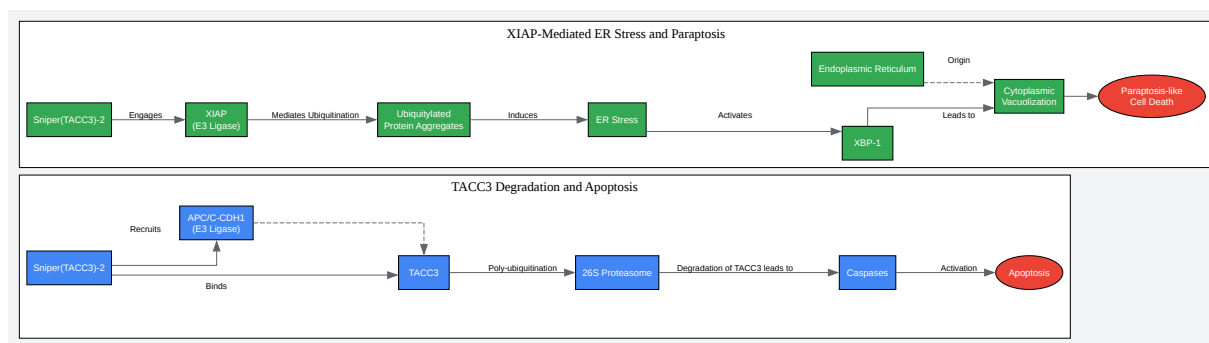 XIAP-Mediated ER Stress and Paraptosis
Endoplasmic Reticulum
Origin
Cytoplasmic
Vacuolization
Paraptosis-like
Cell Death
Sniper(TACC3)-2
Engages
XIAP
(E3 Ligase)
Mediates Ubiquitination
Ubiquitylated
Protein Aggregates
Induces
ER Stress
Activates
XBP-1
Leads to
TACC3 Degradation and Apoptosis
Sniper(TACC3)-2
Recruits
APC/C-CDH1
(E3 Ligase)
Binds
TACC3
Poly-ubiquitination
26S Proteasome
Degradation of TACC3 leads to
Caspases
Activation
Apoptosis